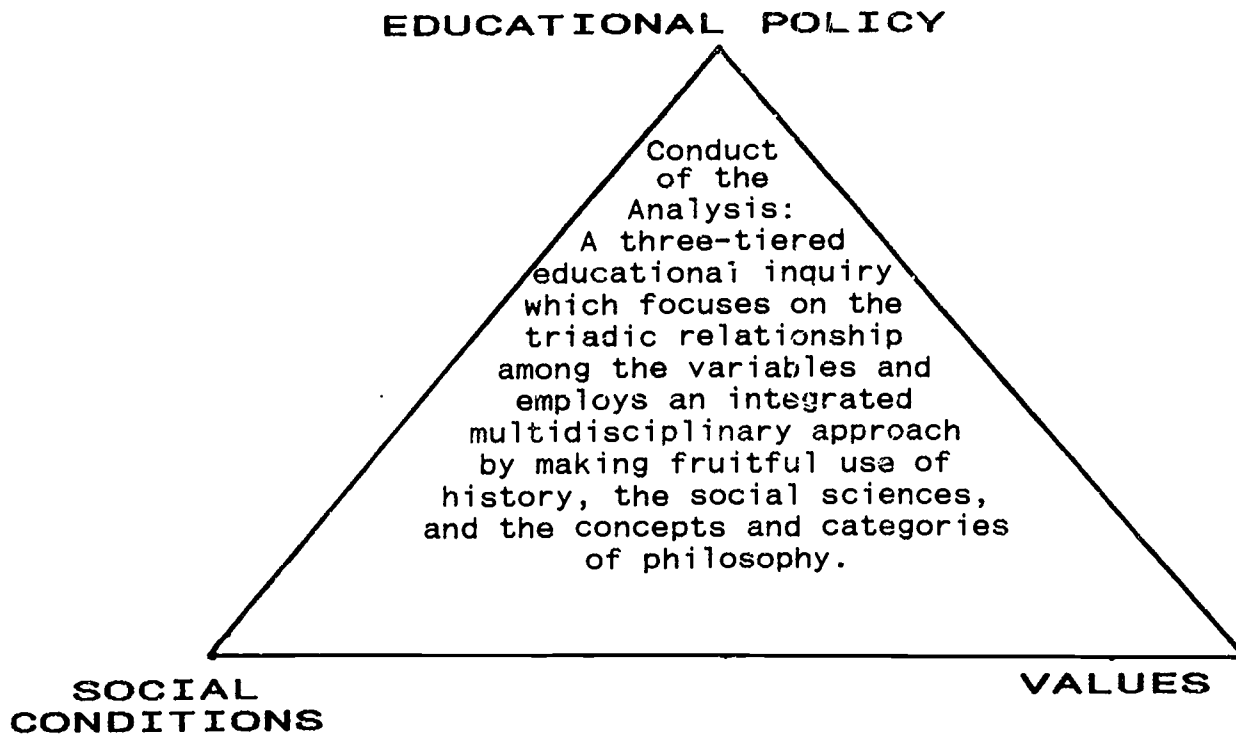 EDUCATIONAL POLICY
Conduct
of the
Analysis:
A three-tiered
educational inquiry
which focuses on the
triadic relationship
among the variables and
employs an integrated
multidisciplinary approach
by making fruitful use of
history, the social sciences,
and the concepts and categories
of philosophy.
SOCIAL
CONDITIONS
VALUES